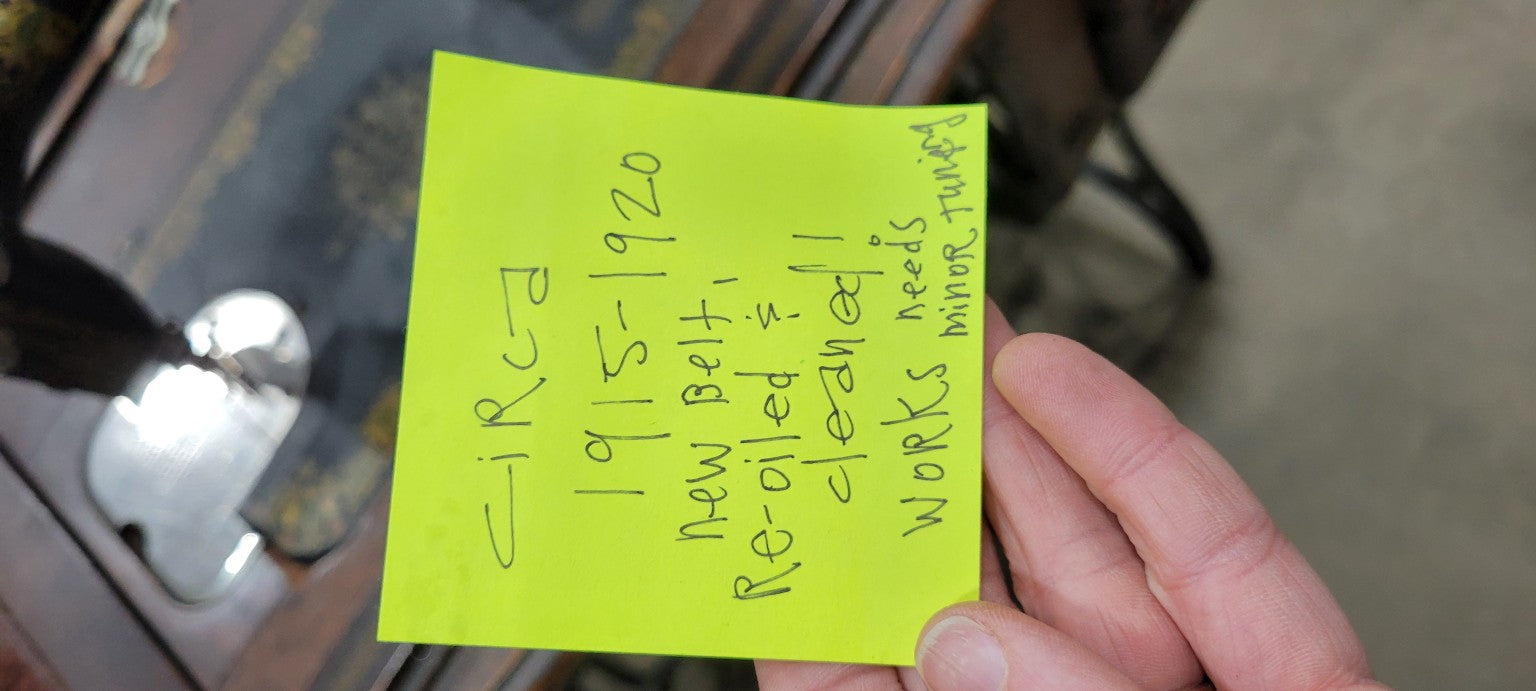 CIRCA
1915-1920
New Belt,
Re-oiled &
cleaned!
works needs
minor tuning